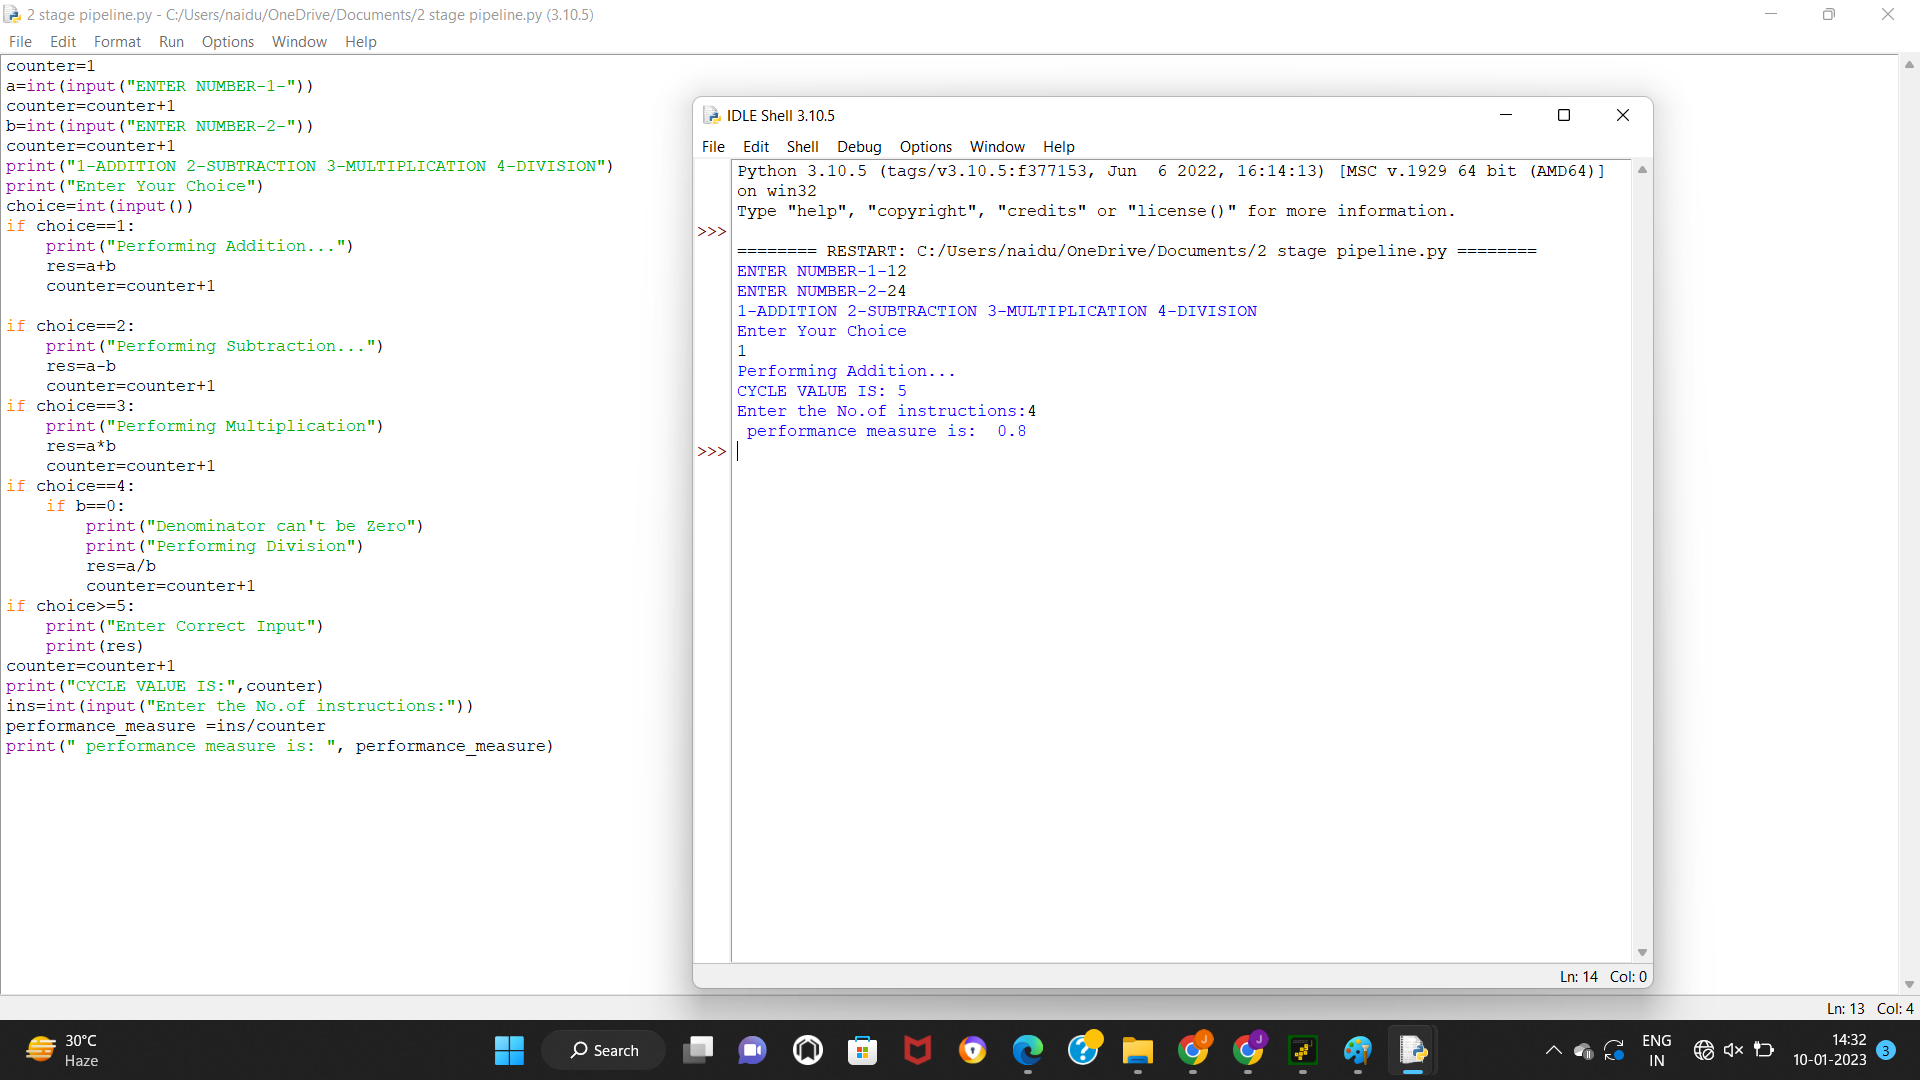 2 stage pipeline.py - C:/Users/naidu/OneDrive/Documents/2 stage pipeline.py (3.10.5)
File Edit Format Run Options Window Help
counter=1
a=int(input("ENTER NUMBER-1-"))
counter=counter+1
b=int(input("ENTER NUMBER-2-"))
counter=counter+1
print("1-ADDITION 2-SUBTRACTION 3-MULTIPLICATION 4-DIVISION")
print("Enter Your Choice")
choice=int(input())
if choice==1:
    print("Performing Addition...")
    res=a+b
    counter=counter+1
if choice==2:
    print("Performing Subtraction...")
    res=a-b
    counter=counter+1
if choice==3:
    print("Performing Multiplication")
    res=a*b
    counter=counter+1
if choice==4:
    if b==0:
        print("Denominator can't be Zero")
        print("Performing Division")
        res=a/b
        counter=counter+1
if choice>=5:
    print("Enter Correct Input")
    print(res)
counter=counter+1
print("CYCLE VALUE IS:",counter)
ins=int(input("Enter the No.of instructions:"))
performance_measure =ins/counter
print(" performance measure is: ", performance_measure)
IDLE Shell 3.10.5
File Edit Shell Debug Options Window Help
Python 3.10.5 (tags/v3.10.5:f377153, Jun  6 2022, 16:14:13) [MSC v.1929 64 bit (AMD64)]
on win32
Type "help", "copyright", "credits" or "license()" for more information.
>>>
======== RESTART: C:/Users/naidu/OneDrive/Documents/2 stage pipeline.py ========
ENTER NUMBER-1-12
ENTER NUMBER-2-24
1-ADDITION 2-SUBTRACTION 3-MULTIPLICATION 4-DIVISION
Enter Your Choice
1
Performing Addition...
CYCLE VALUE IS: 5
Enter the No.of instructions:4
 performance measure is:  0.8
>>>
Ln: 14 Col: 0
Ln: 13 Col: 4
30°C
Haze
Search
J
J
ENG
IN
14:32
10-01-2023
3